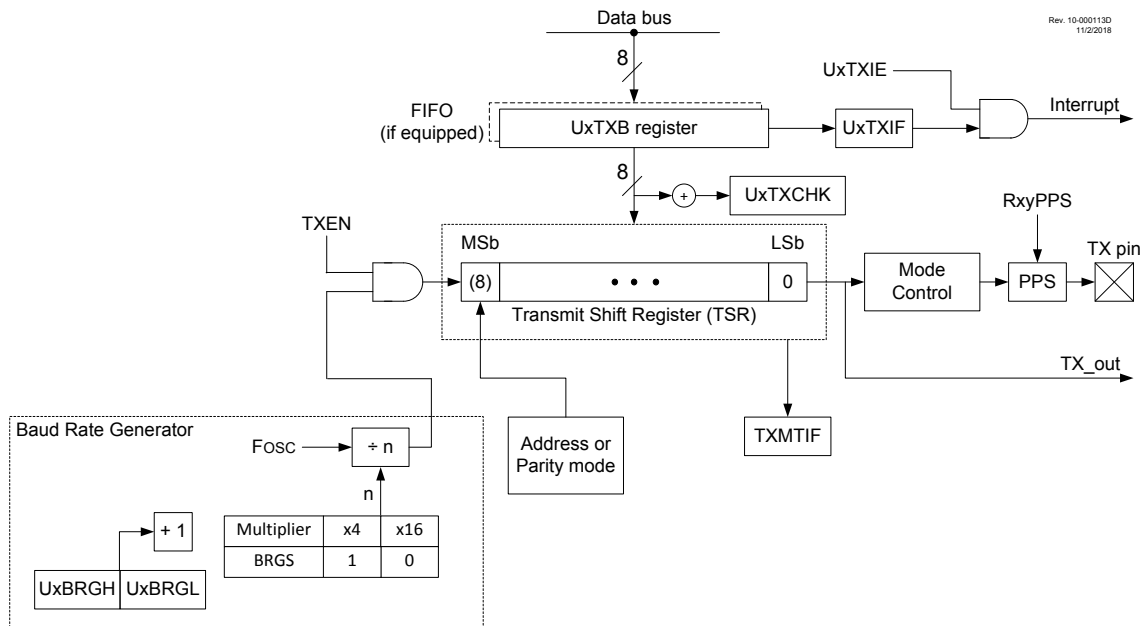 Data bus
Rev. 10-000113D
11/2/2018
8
UxTXIE
FIFO
(if equipped)
UxTXB register
UxTXIF
Interrupt
8
+
UxTXCHK
TXEN
RxyPPS
MSb
LSb
TX pin
(8)
• • •
0
Mode
Control
PPS
Transmit Shift Register (TSR)
TX_out
Baud Rate Generator
FOSC
÷ n
Address or
Parity mode
TXMTIF
n
+ 1
Multiplier x4 x16
BRGS 1 0
UxBRGH UxBRGL